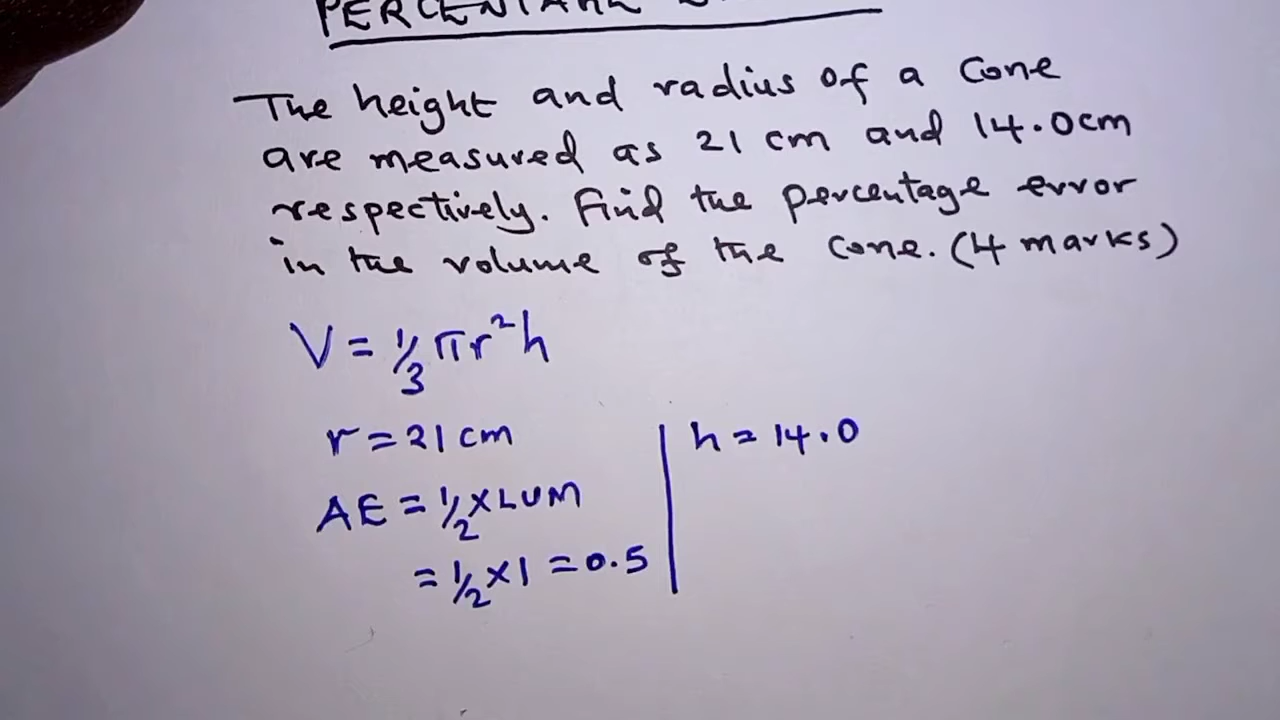 The height and radius of a cone
are measured as 21 cm and 14.0cm
respectively. Find the percentage error
in the volume of the cone. (4 marks)
V = 1/3 πr²h
r = 21 cm
h = 14.0
AE = 1/2 × LUM
= 1/2 × 1 = 0.5